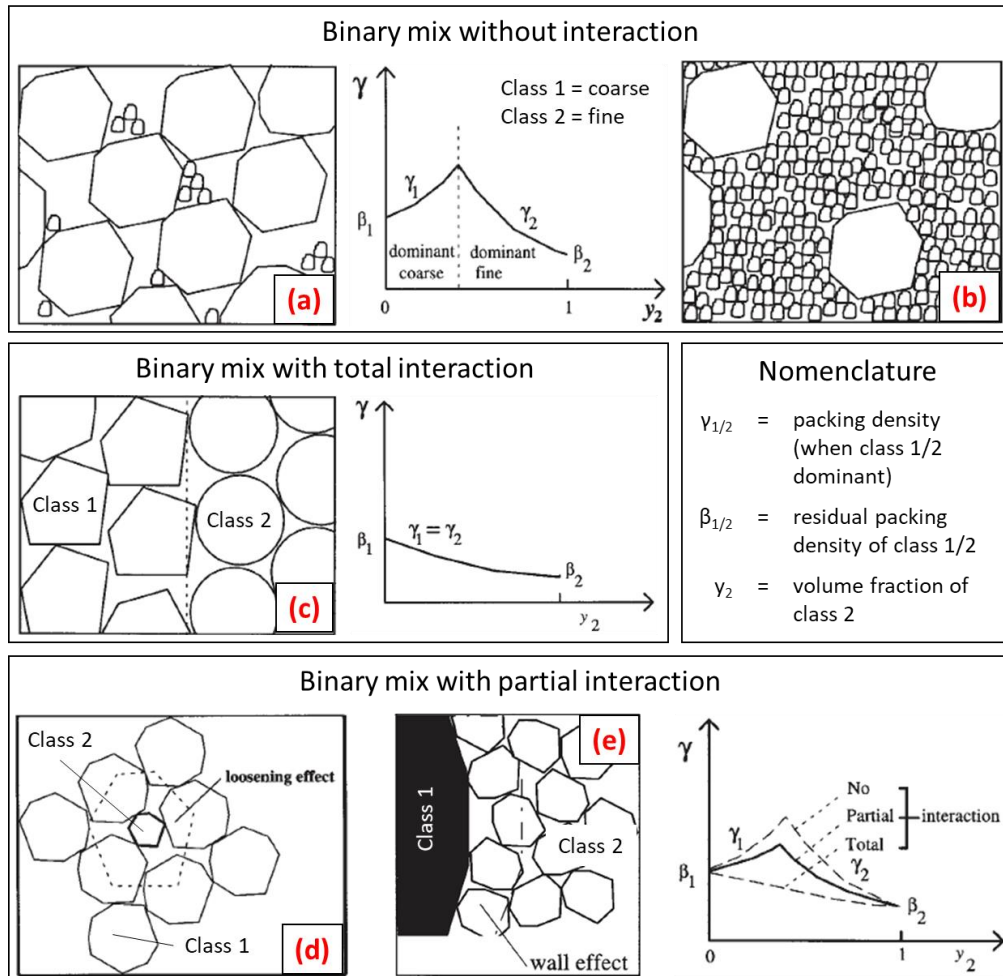 Binary mix without interaction
(a)
γ
Class 1 = coarse
Class 2 = fine
γ₁
γ₂
β₁
β₂
dominant coarse
dominant fine
0
1
y₂
(b)
Binary mix with total interaction
Class 1
Class 2
(c)
γ
β₁
γ₁ = γ₂
β₂
1
y₂
Nomenclature
γ₁/₂ = packing density
(when class 1/2
dominant)
β₁/₂ = residual packing
density of class 1/2
y₂ = volume fraction of
class 2
Binary mix with partial interaction
Class 2
loosening effect
Class 1
(d)
(e)
Class 1
Class 2
wall effect
γ
No
Partial
Total
interaction
γ₁
γ₂
β₁
β₂
0
1
y₂